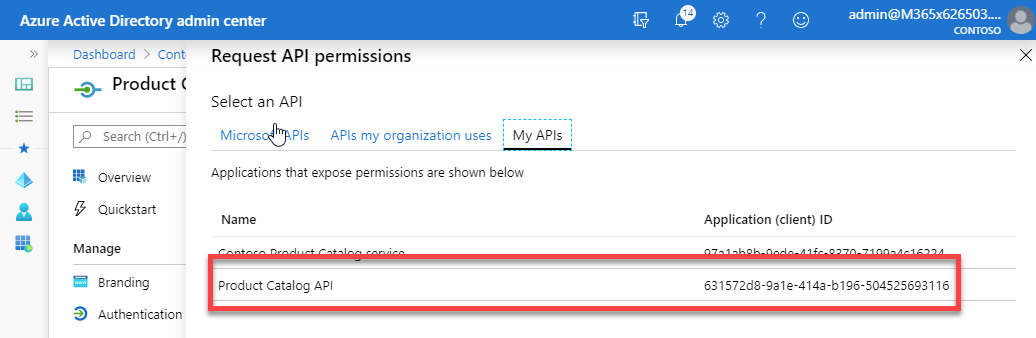 Azure Active Directory admin center
14
admin@M365x626503....
CONTOSO
Dashboard > Cont
Request API permissions
Product C
Select an API
Search (Ctrl+/)
Microsoft APIs
APIs my organization uses
My APIs
Applications that expose permissions are shown below
Overview
Quickstart
Name
Application (client) ID
Manage
Contoso Product Catalog service
97a1ab8b-9ede-41fc-8370-7199a4c16224
Branding
Product Catalog API
631572d8-9a1e-414a-b196-504525693116
Authentication